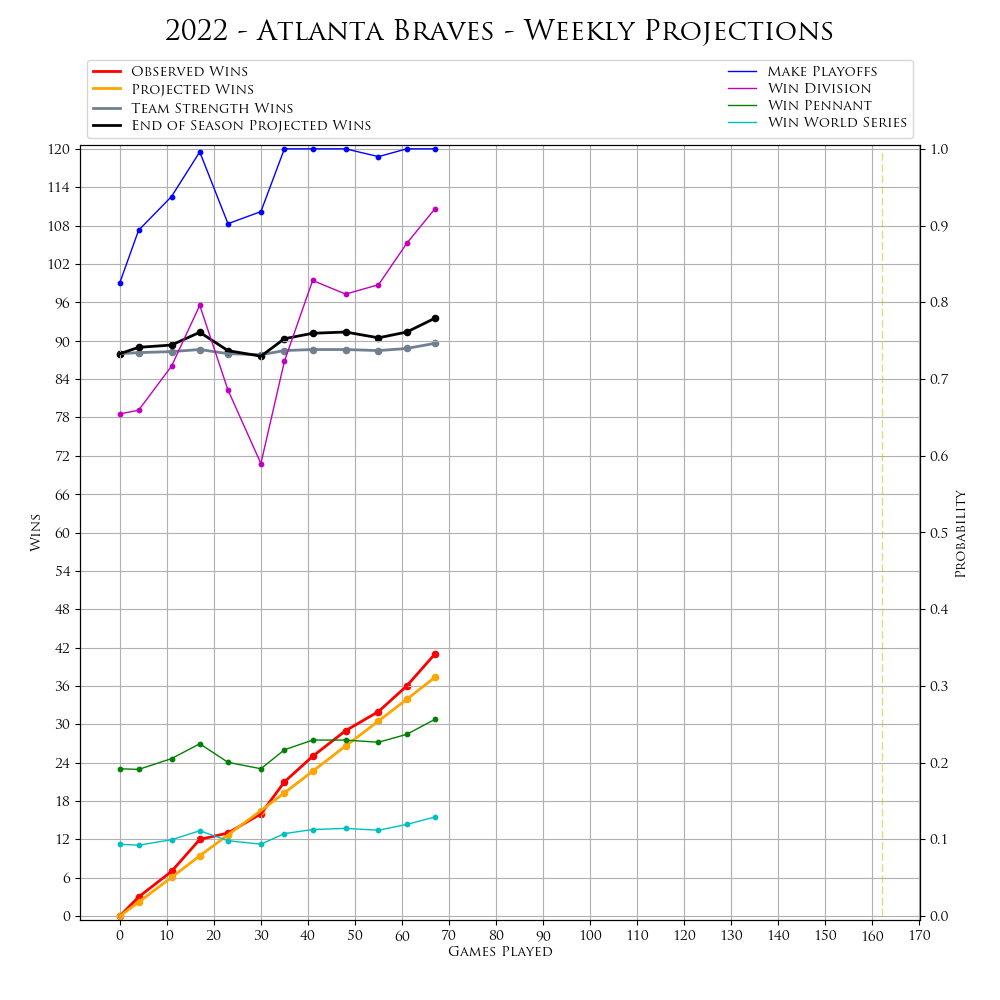 2022 - Atlanta Braves - Weekly Projections
Observed Wins
Projected Wins
Team Strength Wins
End of Season Projected Wins
Make Playoffs
Win Division
Win Pennant
Win World Series
120
114
108
102
96
90
84
78
72
66
60
54
48
42
36
30
24
18
12
6
0
Wins
1.0
0.9
0.8
0.7
0.6
0.5
0.4
0.3
0.2
0.1
0.0
Probability
0 10 20 30 40 50 60 70 80 90 100 110 120 130 140 150 160 170
Games Played